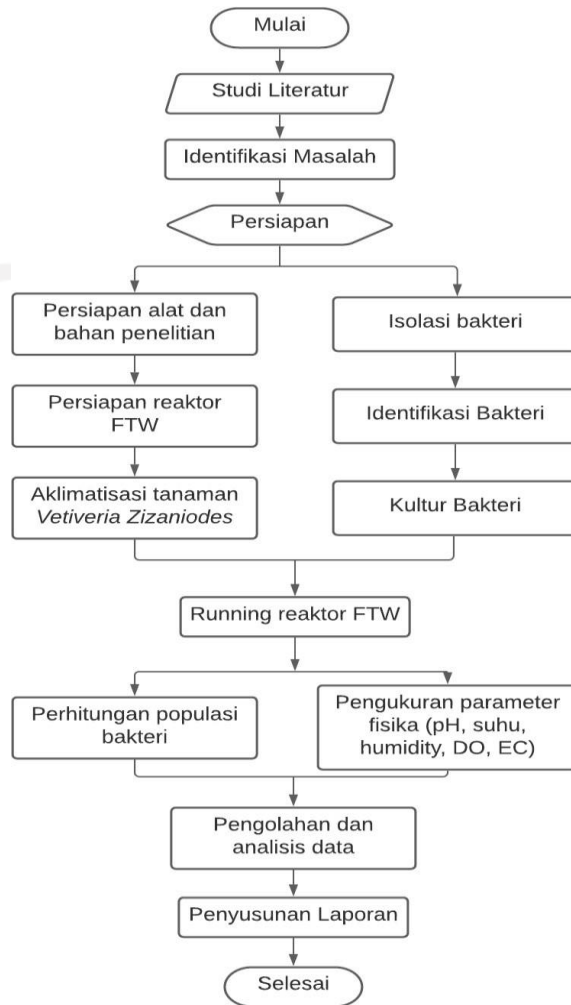 Mulai
Studi Literatur
Identifikasi Masalah
Persiapan
Persiapan alat dan
bahan penelitian
Persiapan reaktor
FTW
Aklimatisasi tanaman
Vetiveria Zizaniodes
Isolasi bakteri
Identifikasi Bakteri
Kultur Bakteri
Running reaktor FTW
Perhitungan populasi
bakteri
Pengukuran parameter
fisika (pH, suhu,
humidity, DO, EC)
Pengolahan dan
analisis data
Penyusunan Laporan
Selesai